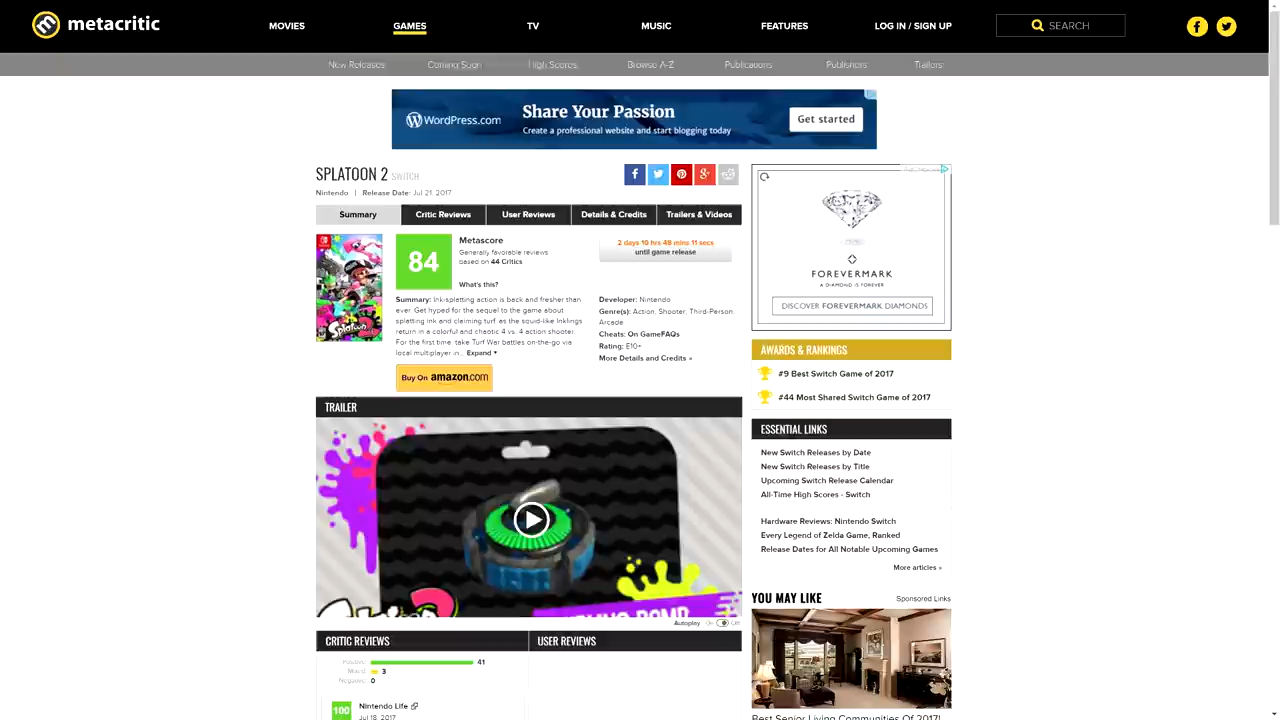 metacritic
MOVIES
GAMES
TV
MUSIC
FEATURES
LOG IN / SIGN UP
SEARCH
New Releases
Coming Soon
High Scores
Browse A-Z
Publications
Publishers
Trailers
WordPress.com
Share Your Passion
Create a professional website and start blogging today
Get started
SPLATOON 2 SWITCH
Nintendo | Release Date: Jul 21, 2017
Summary
Critic Reviews
User Reviews
Details & Credits
Trailers & Videos
84
Metascore
Generally favorable reviews
based on 44 Critics
What's this?
2 days 10 hrs 48 mins 11 secs
until game release
Summary: Ink-splatting action is back and fresher than
ever. Get hyped for the sequel to the game about
splatting ink and claiming turf, as the squid-like Inklings
return in a colorful and chaotic 4 vs. 4 action shooter.
For the first time, take Turf War battles on-the-go via
local multiplayer in... Expand
Buy On amazon.com
Developer: Nintendo
Genre(s): Action, Shooter, Third-Person,
Arcade
Cheats: On GameFAQs
Rating: E10+
More Details and Credits »
TRAILER
Autoplay On Off
CRITIC REVIEWS
Positive: 41
Mixed: 3
Negative: 0
100
Nintendo Life
Jul 18, 2017
USER REVIEWS
FOREVERMARK
A DIAMOND IS FOREVER
DISCOVER FOREVERMARK DIAMONDS
AWARDS & RANKINGS
#9 Best Switch Game of 2017
#44 Most Shared Switch Game of 2017
ESSENTIAL LINKS
New Switch Releases by Date
New Switch Releases by Title
Upcoming Switch Release Calendar
All-Time High Scores - Switch
Hardware Reviews: Nintendo Switch
Every Legend of Zelda Game, Ranked
Release Dates for All Notable Upcoming Games
More articles »
YOU MAY LIKE
Sponsored Links
Best Senior Living Communities Of 2017!